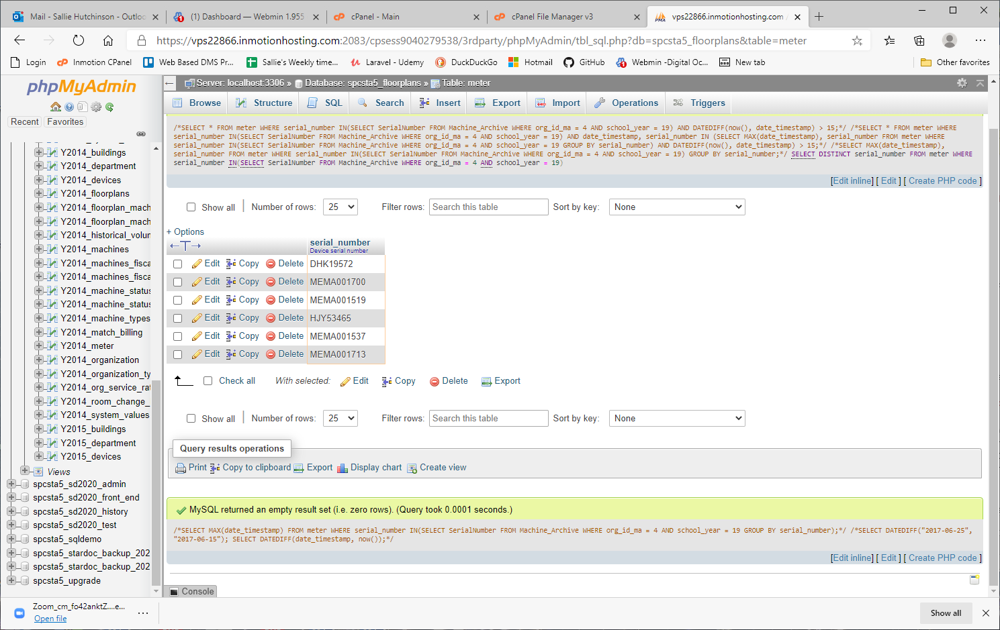 Mail - Sallie Hutchinson - Outlo
(1) Dashboard — Webmin 1.955
cPanel - Main
cPanel File Manager v3
PMA
vps22866.inmotionhosting.com /
https://vps22866.inmotionhosting.com:2083/cpsess9040279538/3rdparty/phpMyAdmin/tbl_sql.php?db=spcsta5_floorplans&table=meter
Login
Inmotion CPanel
Web Based DMS Pr...
Sallie's Weekly time...
Laravel - Udemy
DuckDuckGo
Hotmail
GitHub
Webmin -Digital Oc...
New tab
Other favorites
phpMyAdmin
Recent Favorites
Y2014_buildings
Y2014_department
Y2014_devices
Y2014_floorplans
Y2014_floorplan_mach
Y2014_floorplan_mach
Y2014_historical_volur
Y2014_machines
Y2014_machines_fisca
Y2014_machines_fisca
Y2014_machine_status
Y2014_machine_status
Y2014_machine_types
Y2014_match_billing
Y2014_meter
Y2014_organization
Y2014_organization_ty
Y2014_org_service_rat
Y2014_room_change_
Y2014_system_values
Y2015_buildings
Y2015_department
Y2015_devices
Views
spcsta5_sd2020_admin
spcsta5_sd2020_front_end
spcsta5_sd2020_history
spcsta5_sd2020_test
spcsta5_sqldemo
spcsta5_stardoc_backup_202
spcsta5_stardoc_backup_202
spcsta5_upgrade
Server: localhost:3306 » Database: spcsta5_floorplans » Table: meter
Browse Structure SQL Search Insert Export Import Operations Triggers
/*SELECT * FROM meter WHERE serial_number IN(SELECT SerialNumber FROM Machine_Archive WHERE org_id_ma = 4 AND school_year = 19) AND DATEDIFF(now(), date_timestamp) > 15;*/ /*SELECT * FROM meter WHERE
serial_number IN(SELECT SerialNumber FROM Machine_Archive WHERE org_id_ma = 4 AND school_year = 19) AND date_timestamp, serial_number IN (SELECT MAX(date_timestamp), serial_number FROM meter WHERE
serial_number IN(SELECT SerialNumber FROM Machine_Archive WHERE org_id_ma = 4 AND school_year = 19 GROUP BY serial_number) AND DATEDIFF(now(), date_timestamp) > 15;*/ /*SELECT MAX(date_timestamp),
serial_number FROM meter WHERE serial_number IN(SELECT SerialNumber FROM Machine_Archive WHERE org_id_ma = 4 AND school_year = 19) GROUP BY serial_number;*/ SELECT DISTINCT serial_number FROM meter WHERE
serial_number IN(SELECT SerialNumber FROM Machine_Archive WHERE org_id_ma = 4 AND school_year = 19)
[Edit inline] [ Edit ] [ Create PHP code ]
Show all Number of rows: 25 Filter rows: Search this table Sort by key: None
+ Options
←T→ serial_number
Device serial number
Edit Copy Delete DHK19572
Edit Copy Delete MEMA001700
Edit Copy Delete MEMA001519
Edit Copy Delete HJY53465
Edit Copy Delete MEMA001537
Edit Copy Delete MEMA001713
Check all With selected: Edit Copy Delete Export
Show all Number of rows: 25 Filter rows: Search this table Sort by key: None
Query results operations
Print Copy to clipboard Export Display chart Create view
MySQL returned an empty result set (i.e. zero rows). (Query took 0.0001 seconds.)
/*SELECT MAX(date_timestamp) FROM meter WHERE serial_number IN(SELECT SerialNumber FROM Machine_Archive WHERE org_id_ma = 4 AND school_year = 19 GROUP BY serial_number);*/ /*SELECT DATEDIFF("2017-06-25",
"2017-06-15"); SELECT DATEDIFF(date_timestamp, now());*/
[Edit inline] [ Edit ] [ Create PHP code ]
Console
Zoom_cm_fo42anktZ....e...
Open file
Show all